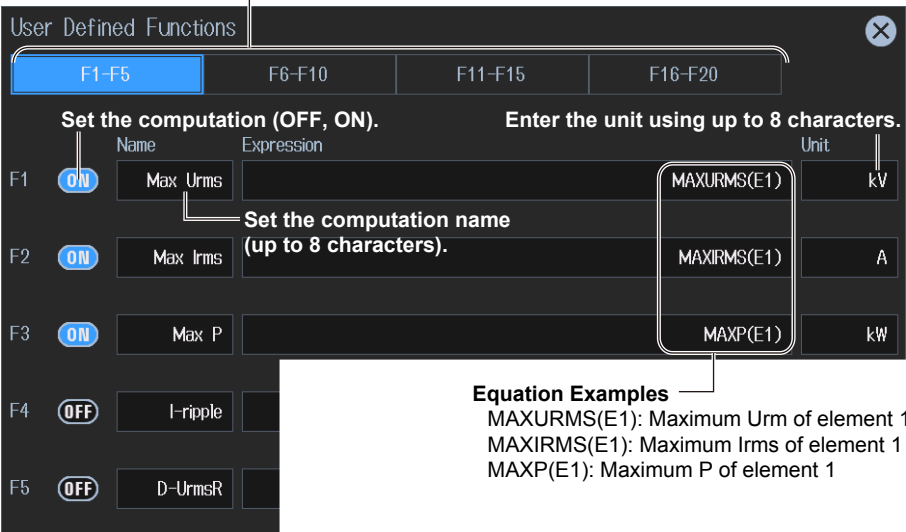 User Defined Functions
F1-F5 F6-F10 F11-F15 F16-F20
Set the computation (OFF, ON). Enter the unit using up to 8 characters.
Name Expression Unit
F1 ON Max Urms MAXURMS(E1) kV
Set the computation name
(up to 8 characters).
F2 ON Max Irms MAXIRMS(E1) A
F3 ON Max P MAXP(E1) kW
Equation Examples
F4 OFF I-ripple
MAXURMS(E1): Maximum Urm of element 1
MAXIRMS(E1): Maximum Irms of element 1
MAXP(E1): Maximum P of element 1
F5 OFF D-UrmsR